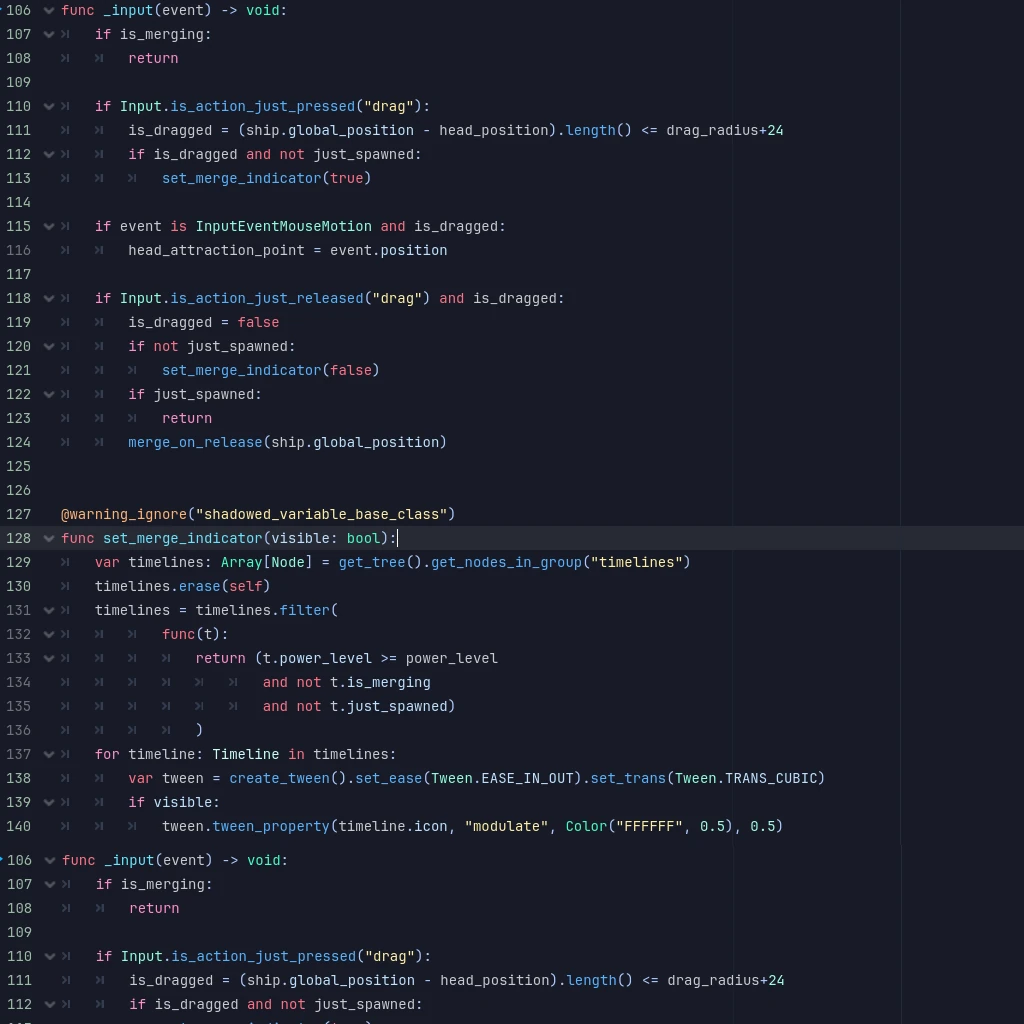 106 func _input(event) -> void:
107 if is_merging:
108 return
109
110 if Input.is_action_just_pressed("drag"):
111 is_dragged = (ship.global_position - head_position).length() <= drag_radius+24
112 if is_dragged and not just_spawned:
113 set_merge_indicator(true)
114
115 if event is InputEventMouseMotion and is_dragged:
116 head_attraction_point = event.position
117
118 if Input.is_action_just_released("drag") and is_dragged:
119 is_dragged = false
120 if not just_spawned:
121 set_merge_indicator(false)
122 if just_spawned:
123 return
124 merge_on_release(ship.global_position)
125
126
127 @warning_ignore("shadowed_variable_base_class")
128 func set_merge_indicator(visible: bool):
129 var timelines: Array[Node] = get_tree().get_nodes_in_group("timelines")
130 timelines.erase(self)
131 timelines = timelines.filter(
132 func(t):
133 return (t.power_level >= power_level
134 and not t.is_merging
135 and not t.just_spawned)
136 )
137 for timeline: Timeline in timelines:
138 var tween = create_tween().set_ease(Tween.EASE_IN_OUT).set_trans(Tween.TRANS_CUBIC)
139 if visible:
140 tween.tween_property(timeline.icon, "modulate", Color("FFFFFF", 0.5), 0.5)
106 func _input(event) -> void:
107 if is_merging:
108 return
109
110 if Input.is_action_just_pressed("drag"):
111 is_dragged = (ship.global_position - head_position).length() <= drag_radius+24
112 if is_dragged and not just_spawned: